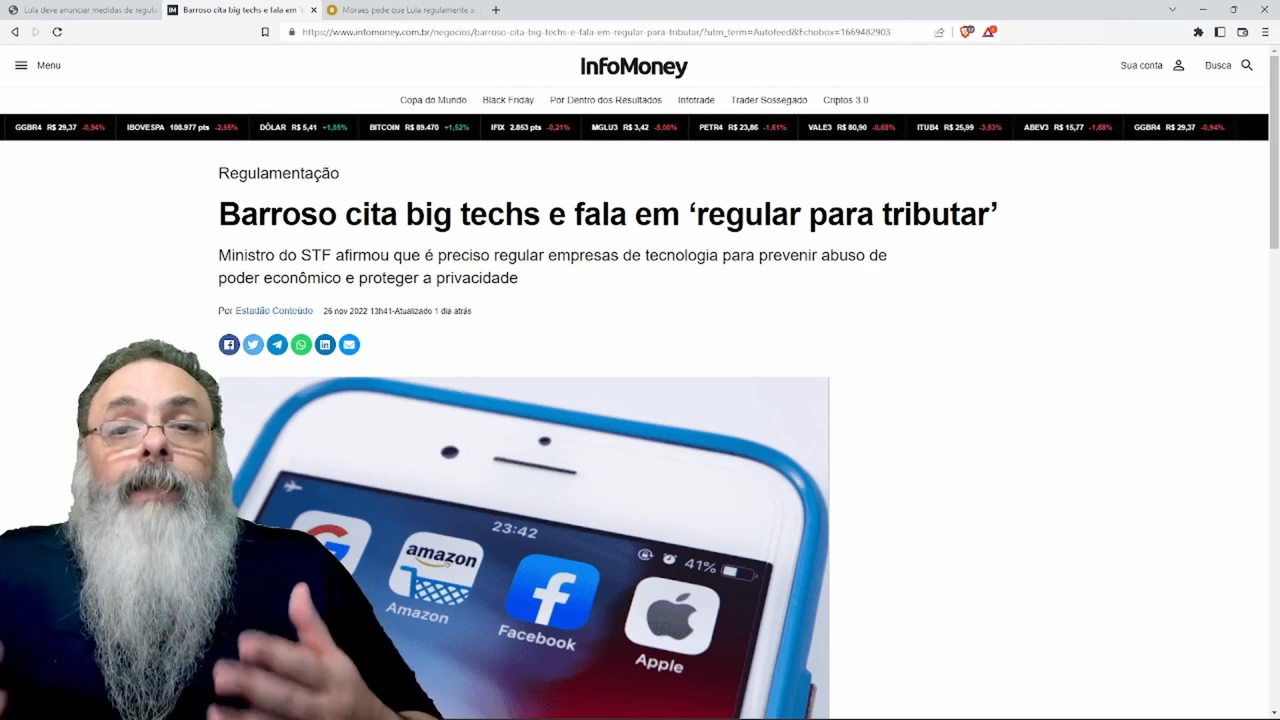 Lula deve anunciar medidas de regula
Barroso cita big techs e fala em 'r
Moraes pede que Lula regulamente a
https://www.infomoney.com.br/negocios/barroso-cita-big-techs-e-fala-em-regular-para-tributar/?utm_term=Autofeed&Echobox=1669482903
Menu
InfoMoney
Sua conta
Busca
Copa do Mundo Black Friday Por Dentro dos Resultados Infotrade Trader Sossegado Criptos 3.0
GGBR4 R$ 29,37 -0,94% IBOVESPA 108.977 pts -2,55% DÓLAR R$ 5,41 +1,85% BITCOIN R$ 89.470 +1,52% IFIX 2.853 pts -0,21% MGLU3 R$ 3,42 -5,00% PETR4 R$ 23,86 -1,61% VALE3 R$ 80,90 -0,68% ITUB4 R$ 25,99 -3,53% ABEV3 R$ 15,77 -1,68% GGBR4 R$ 29,37 -0,94%
Regulamentação
Barroso cita big techs e fala em ‘regular para tributar’
Ministro do STF afirmou que é preciso regular empresas de tecnologia para prevenir abuso de
poder econômico e proteger a privacidade
Por Estadão Conteúdo 26 nov 2022 13h41-Atualizado 1 dia atrás
23:42
41%
amazon
Amazon
Facebook
Apple